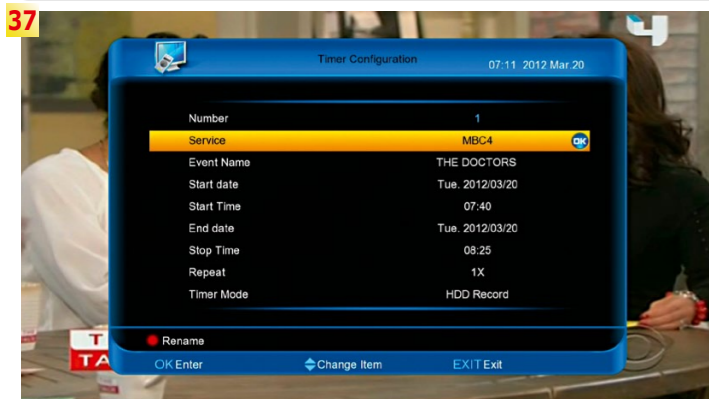 37
4
Timer Configuration
07:11 2012 Mar.20
Number 1
Service MBC4 OK
Event Name THE DOCTORS
Start date Tue. 2012/03/20
Start Time 07:40
End date Tue. 2012/03/20
Stop Time 08:25
Repeat 1X
Timer Mode HDD Record
T
TA
Rename
OK Enter Change Item EXIT Exit